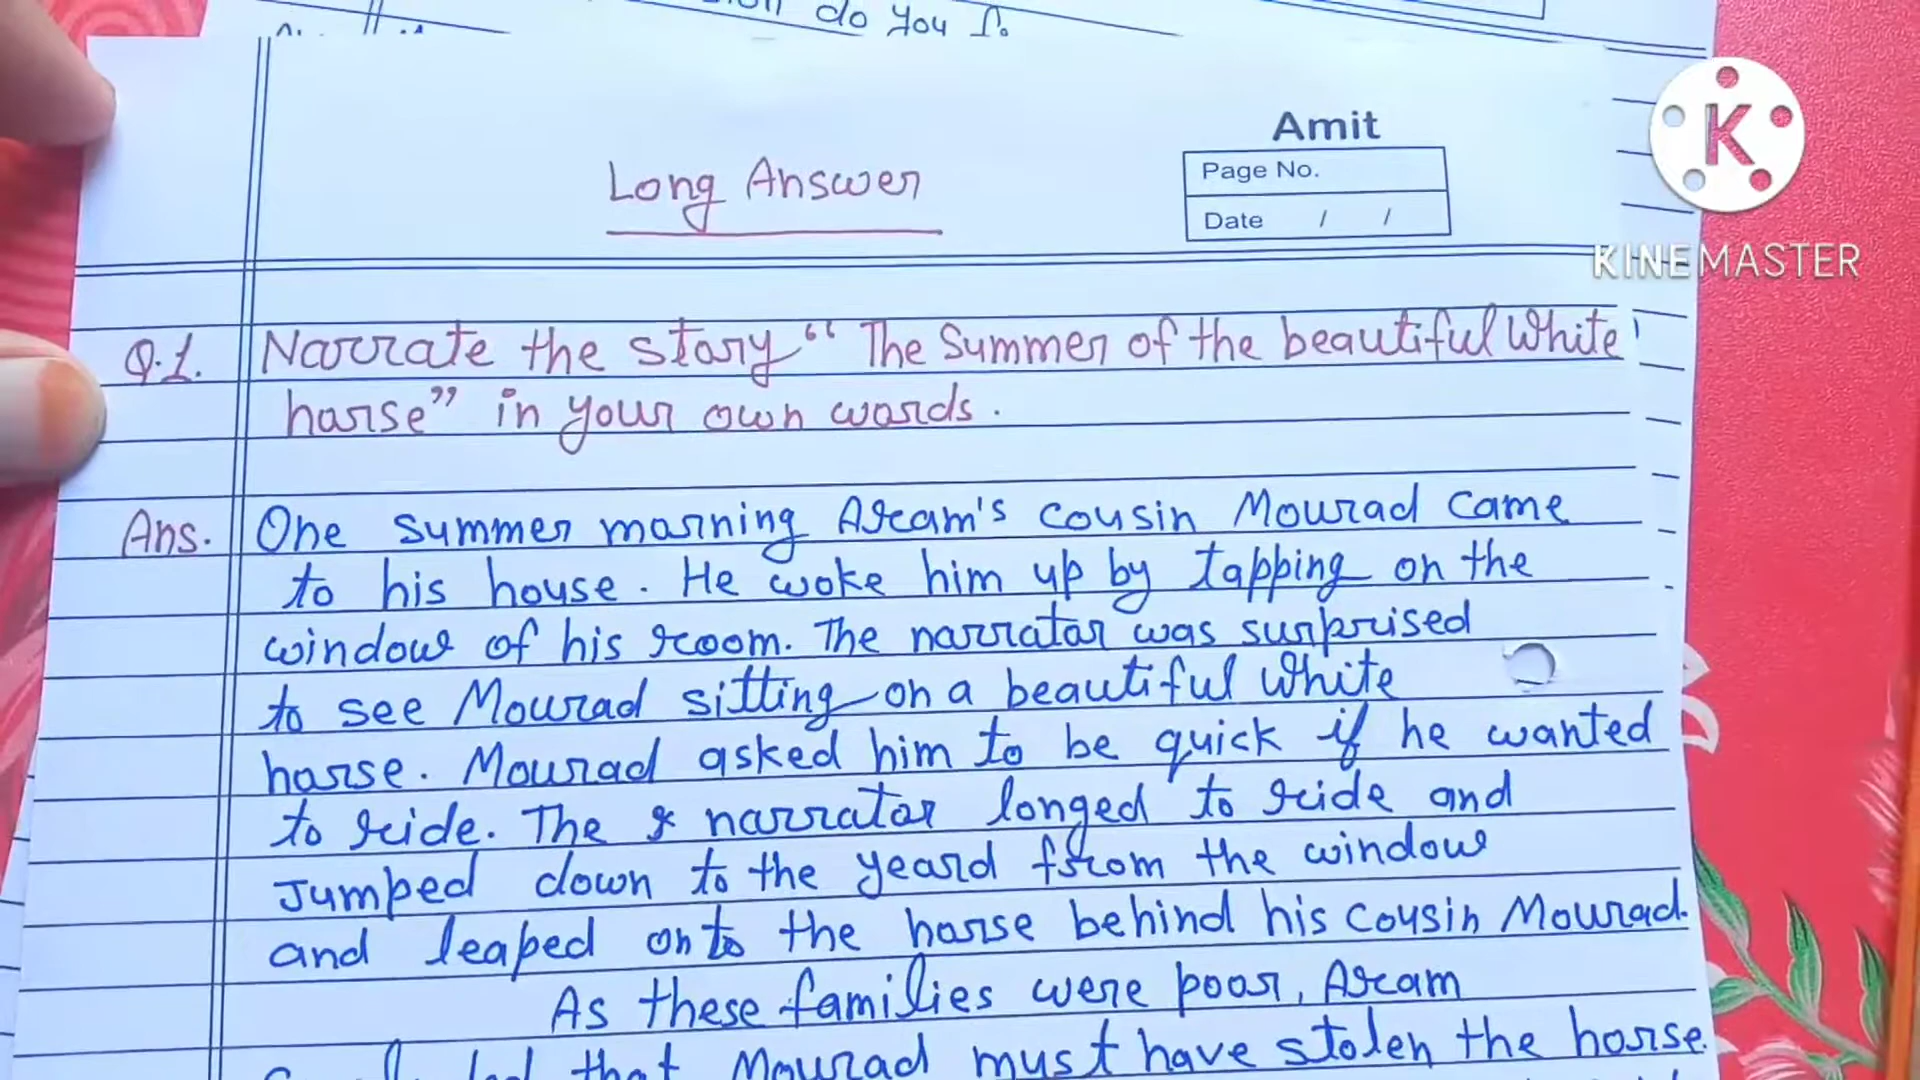 do you
Amit
Page No.
Date / /
Long Answer
KINEMASTER
Q.1. Narrate the story "The Summer of the beautiful White
horse" in your own words.
Ans. One summer morning Aram's cousin Mourad came
to his house. He woke him up by tapping on the
window of his room. The narrator was surprised
to see Mourad sitting on a beautiful White
horse. Mourad asked him to be quick if he wanted
to ride. The narrator longed to ride and
Jumped down to the yeard from the window
and leaped onto the horse behind his cousin Mourad.
As these families were poor, Aram
that Mourad must have stolen the horse.